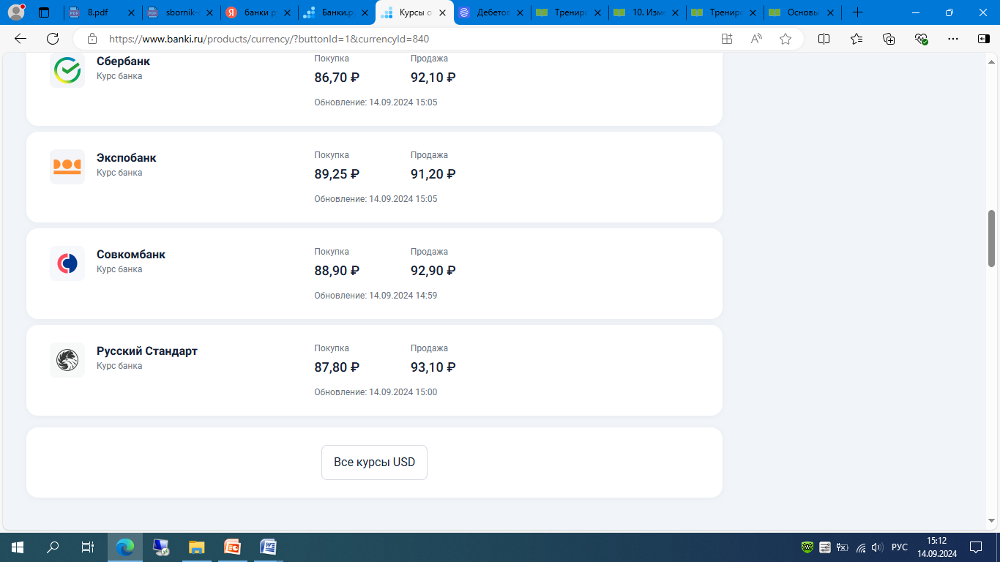 8.pdf
sbornik-
банки р
Банки.р
Курсы о
Дебетов
Тренирс
10. Изме
Тренирс
Основы
https://www.banki.ru/products/currency/?buttonId=1&currencyId=840
Сбербанк
Курс банка
Покупка Продажа
86,70 ₽ 92,10 ₽
Обновление: 14.09.2024 15:05
Экспобанк
Курс банка
Покупка Продажа
89,25 ₽ 91,20 ₽
Обновление: 14.09.2024 15:05
Совкомбанк
Курс банка
Покупка Продажа
88,90 ₽ 92,90 ₽
Обновление: 14.09.2024 14:59
Русский Стандарт
Курс банка
Покупка Продажа
87,80 ₽ 93,10 ₽
Обновление: 14.09.2024 15:00
Все курсы USD
РУС
15:12
14.09.2024